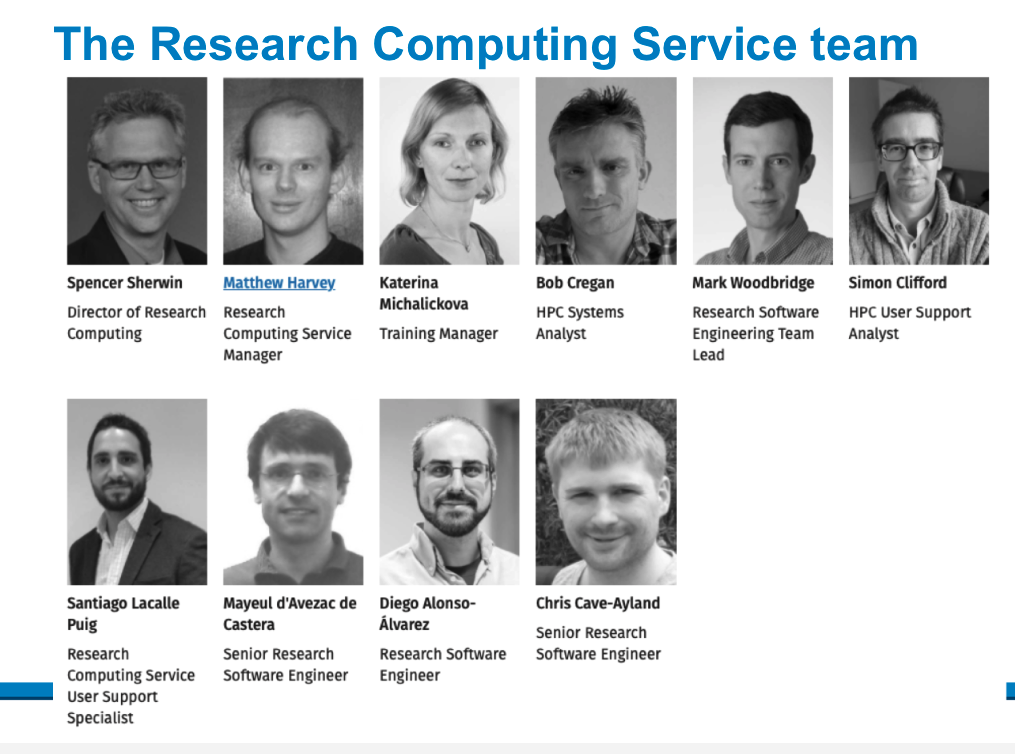 The Research Computing Service team
Spencer Sherwin
Director of Research
Computing
Matthew Harvey
Research
Computing Service
Manager
Katerina
Michalickova
Training Manager
Bob Cregan
HPC Systems
Analyst
Mark Woodbridge
Research Software
Engineering Team
Lead
Simon Clifford
HPC User Support
Analyst
Santiago Lacalle
Puig
Research
Computing Service
User Support
Specialist
Mayeul d'Avezac de
Castera
Senior Research
Software Engineer
Diego Alonso-
Álvarez
Research Software
Engineer
Chris Cave-Ayland
Senior Research
Software Engineer